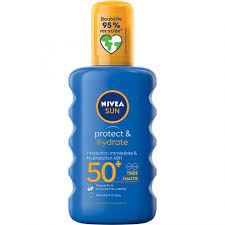 Bouteille
95 %
recyclée*
NIVEA
SUN
protect &
hydrate
Protection immédiate &
Hydratation 48H
50+
TRÈS
HAUTE